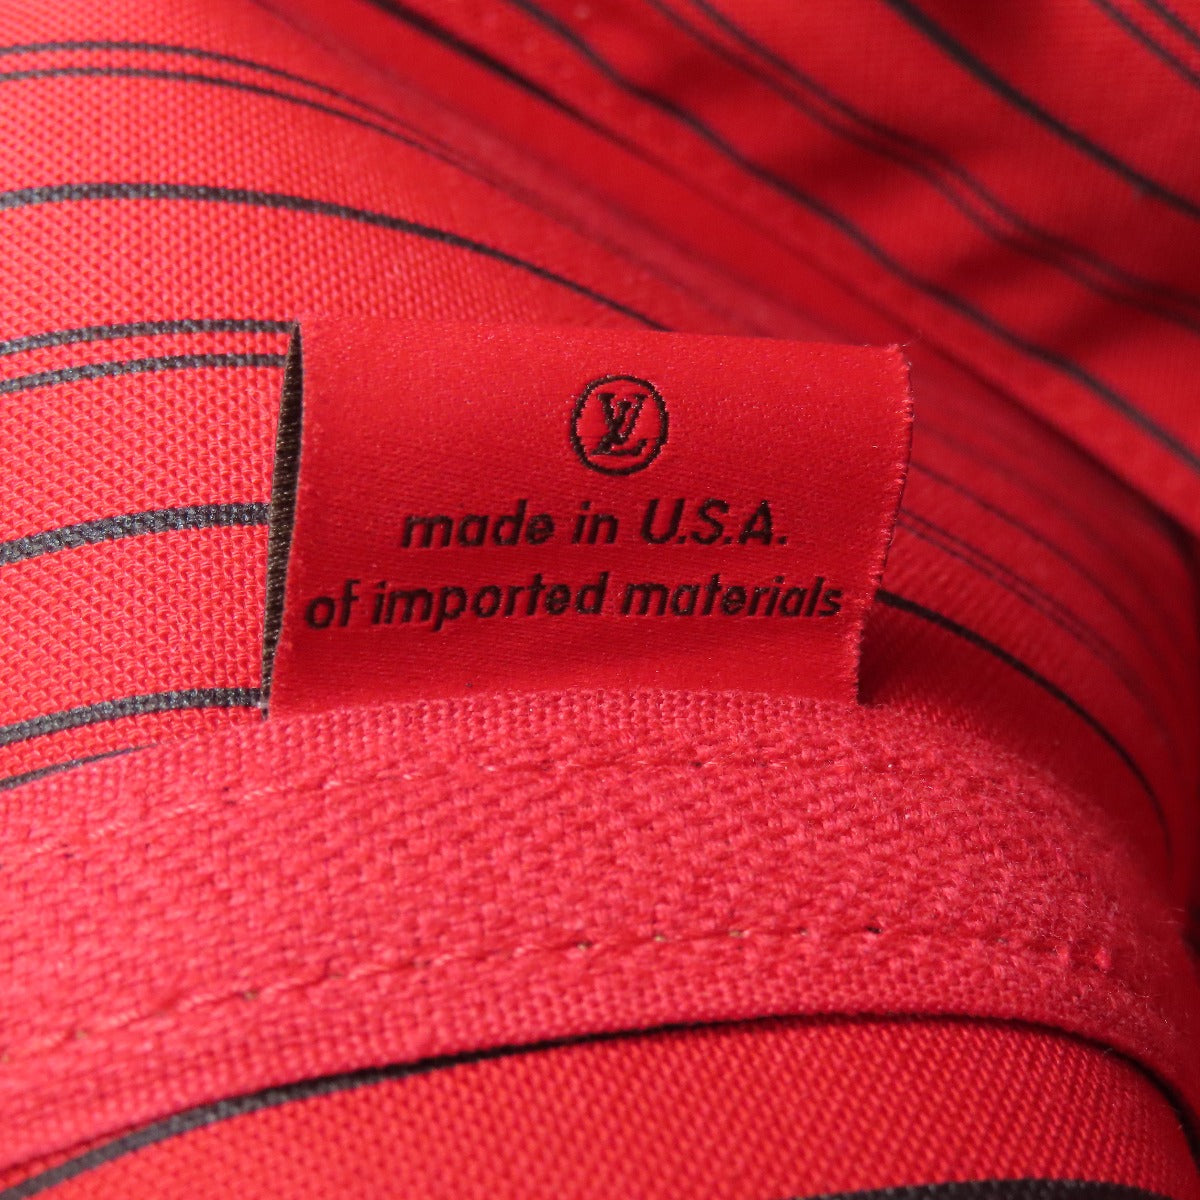 LV
made in U.S.A.
of imported materials